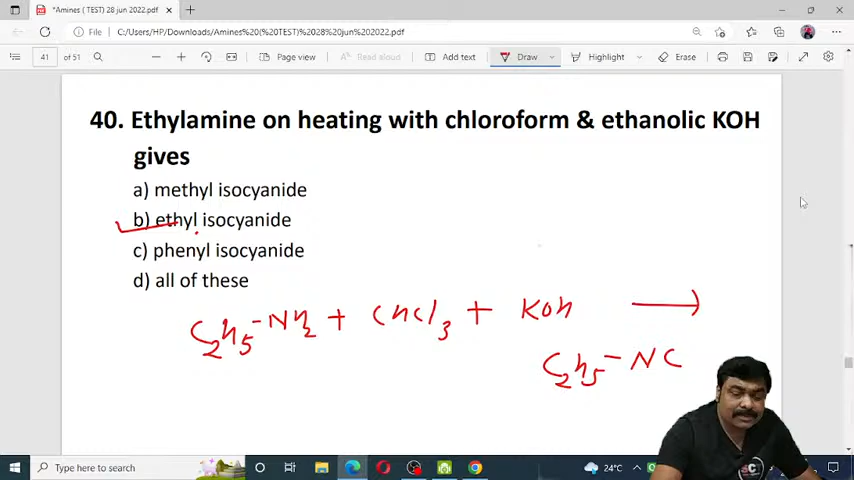 *Amines ( TEST) 28 jun 2022.pdf
File C:/Users/HP/Downloads/Amines%20(%20TEST)%2028%20jun%202022.pdf
41 of 51 Page view Read aloud Add text Draw Highlight Erase
40. Ethylamine on heating with chloroform & ethanolic KOH
gives
a) methyl isocyanide
b) ethyl isocyanide
c) phenyl isocyanide
d) all of these
C2H5-NH2 + CHCl3 + KOH →
C2H5-NC
SC
Type here to search 24°C